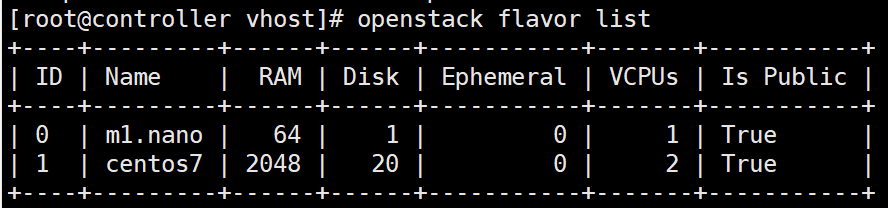 [root@controller vhost]# openstack flavor list
+----+---------+------+------+-----------+-------+-----------+
| ID | Name    |  RAM | Disk | Ephemeral | VCPUs | Is Public |
+----+---------+------+------+-----------+-------+-----------+
| 0  | m1.nano |   64 |    1 |         0 |     1 | True      |
| 1  | centos7 | 2048 |   20 |         0 |     2 | True      |
+----+---------+------+------+-----------+-------+-----------+